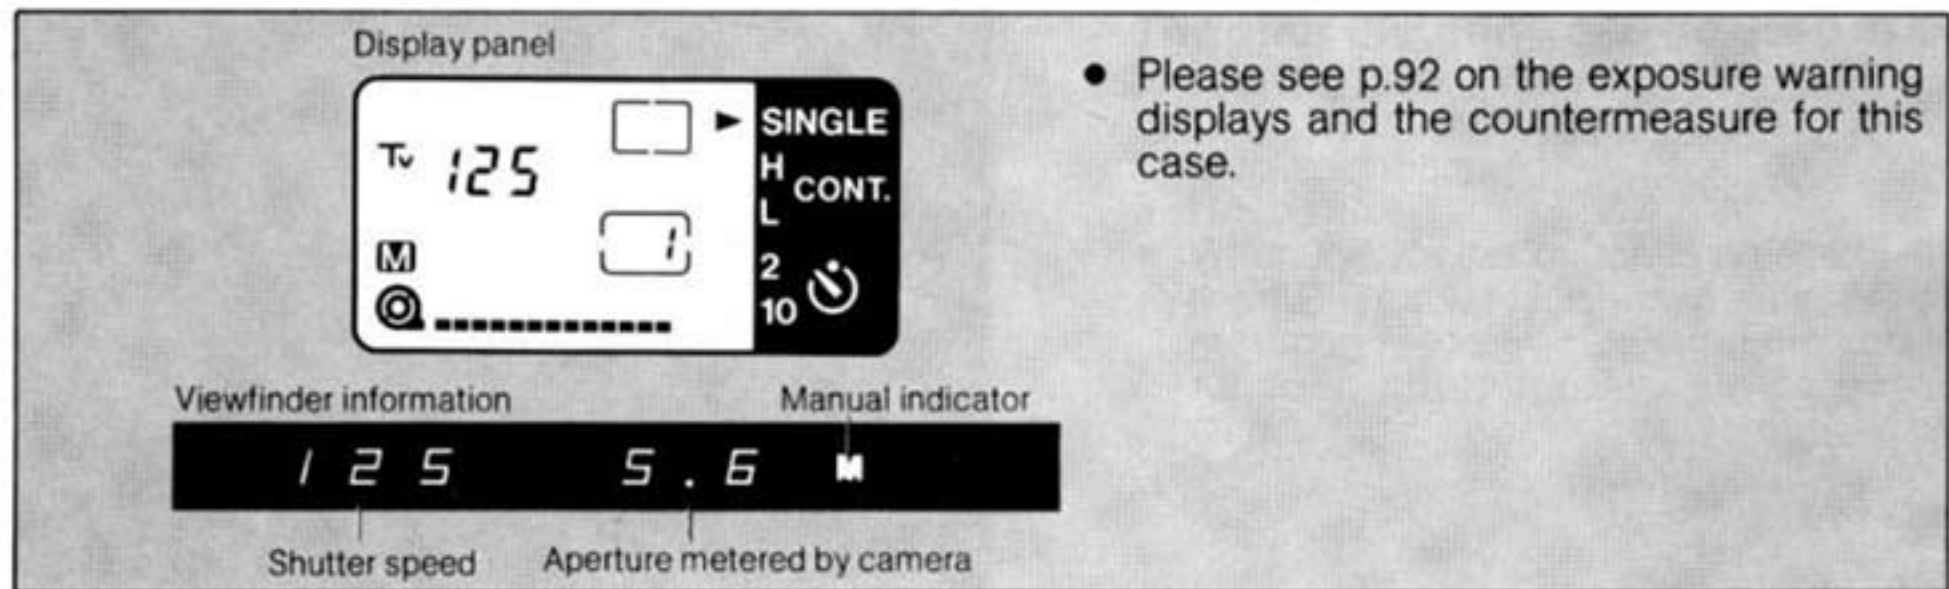 Display panel
Tv 125
1
M
SINGLE
H
CONT.
L
2
10
• Please see p.92 on the exposure warning
displays and the countermeasure for this
case.
Viewfinder information
Manual indicator
125 5.6 M
Shutter speed
Aperture metered by camera